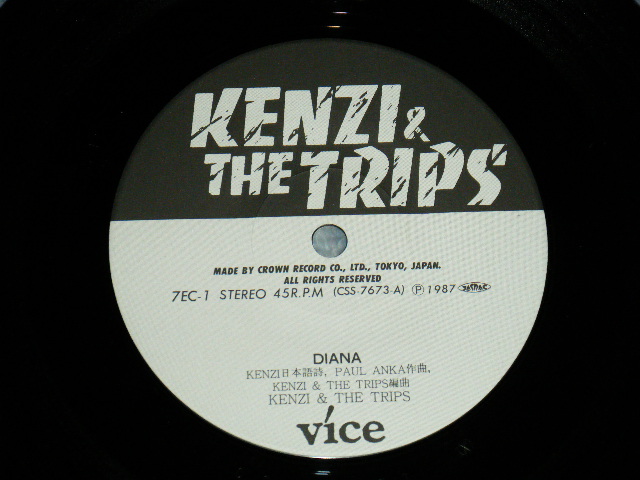 KENZI &
THE TRIPS
MADE BY CROWN RECORD CO., LTD., TOKYO, JAPAN.
ALL RIGHTS RESERVED
7EC-1 STEREO 45R.P.M (CSS-7673-A) Ⓟ1987
DIANA
KENZI日本語詩, PAUL ANKA作曲,
KENZI & THE TRIPS編曲
KENZI & THE TRIPS
vice